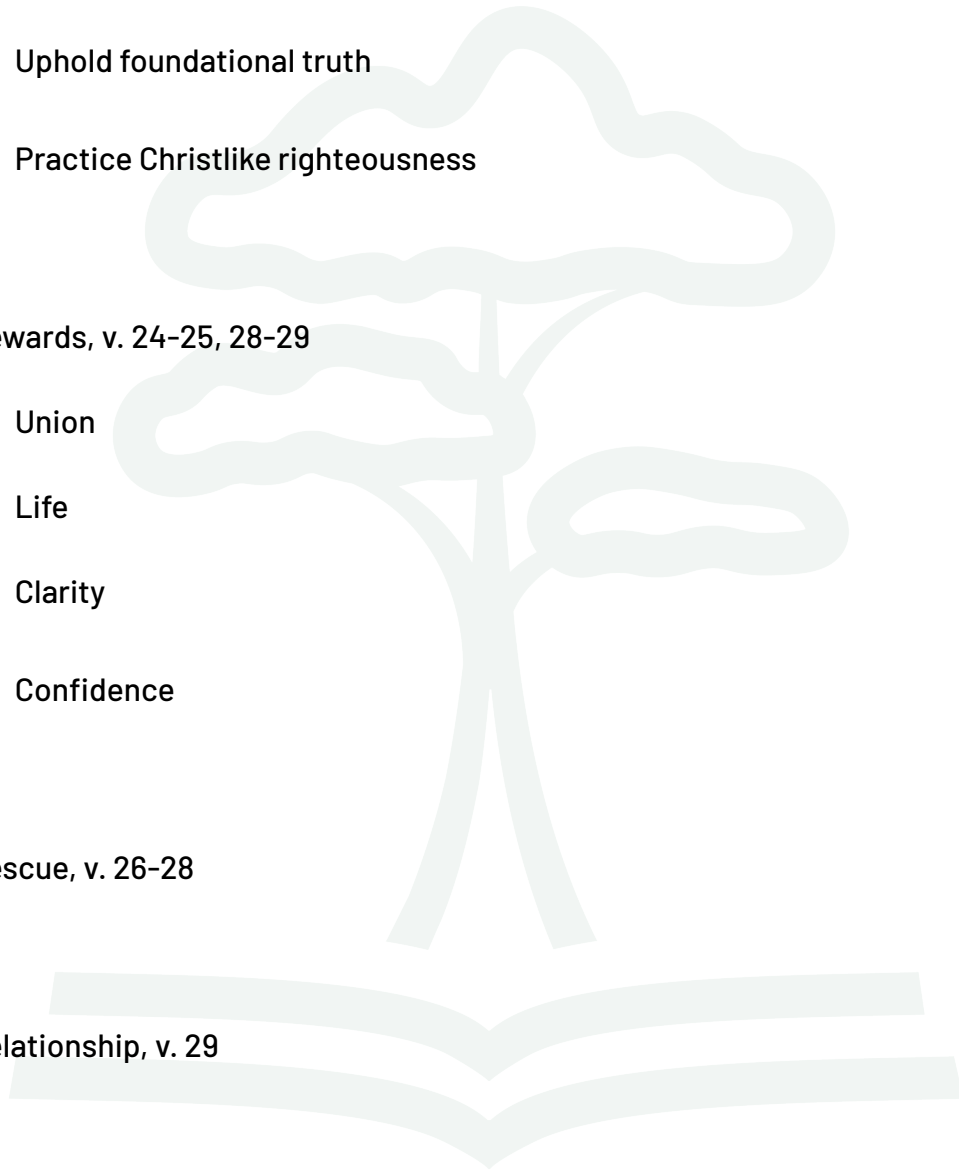 Uphold foundational truth
Practice Christlike righteousness
ewards, v. 24-25, 28-29
Union
Life
Clarity
Confidence
escue, v. 26-28
elationship, v. 29